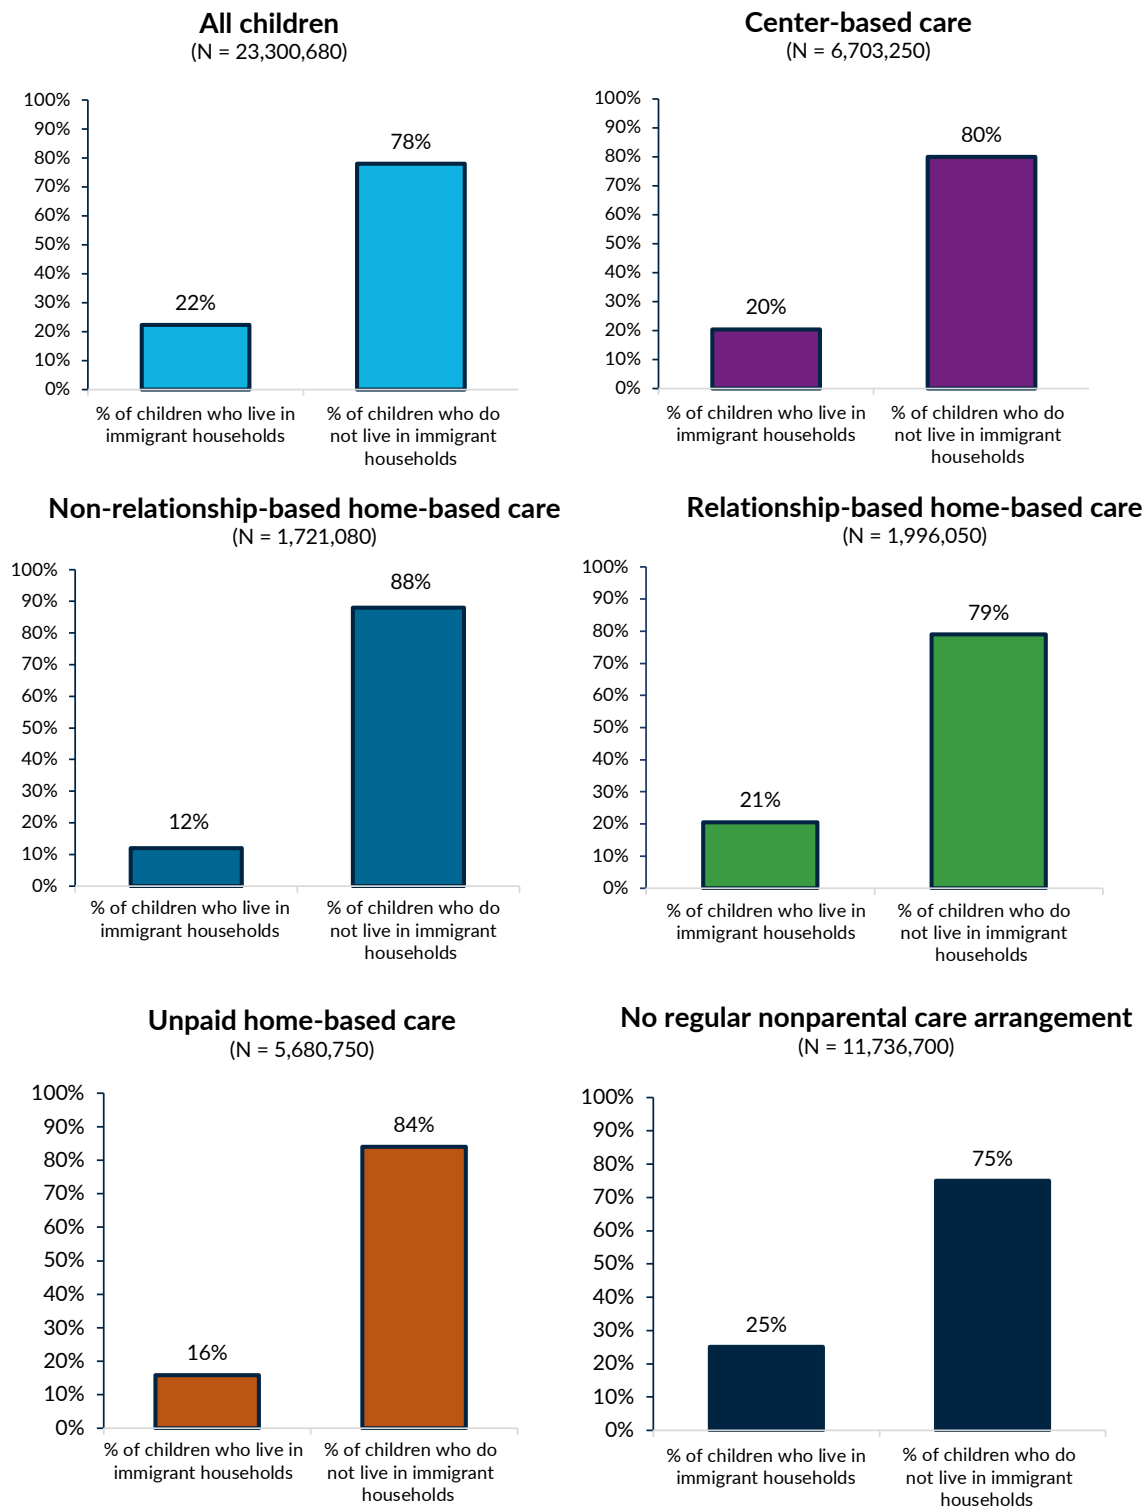 All children
(N = 23,300,680)
100%
90%
80%
70%
60%
50%
40%
30%
20%
10%
0%
22%
78%
% of children who live in
immigrant households
% of children who do
not live in immigrant
households
Center-based care
(N = 6,703,250)
100%
90%
80%
70%
60%
50%
40%
30%
20%
10%
0%
20%
80%
% of children who live in
immigrant households
% of children who do
not live in immigrant
households
Non-relationship-based home-based care
(N = 1,721,080)
100%
90%
80%
70%
60%
50%
40%
30%
20%
10%
0%
12%
88%
% of children who live in
immigrant households
% of children who do
not live in immigrant
households
Relationship-based home-based care
(N = 1,996,050)
100%
90%
80%
70%
60%
50%
40%
30%
20%
10%
0%
21%
79%
% of children who live in
immigrant households
% of children who do
not live in immigrant
households
Unpaid home-based care
(N = 5,680,750)
100%
90%
80%
70%
60%
50%
40%
30%
20%
10%
0%
16%
84%
% of children who live in
immigrant households
% of children who do
not live in immigrant
households
No regular nonparental care arrangement
(N = 11,736,700)
100%
90%
80%
70%
60%
50%
40%
30%
20%
10%
0%
25%
75%
% of children who live in
immigrant households
% of children who do
not live in immigrant
households